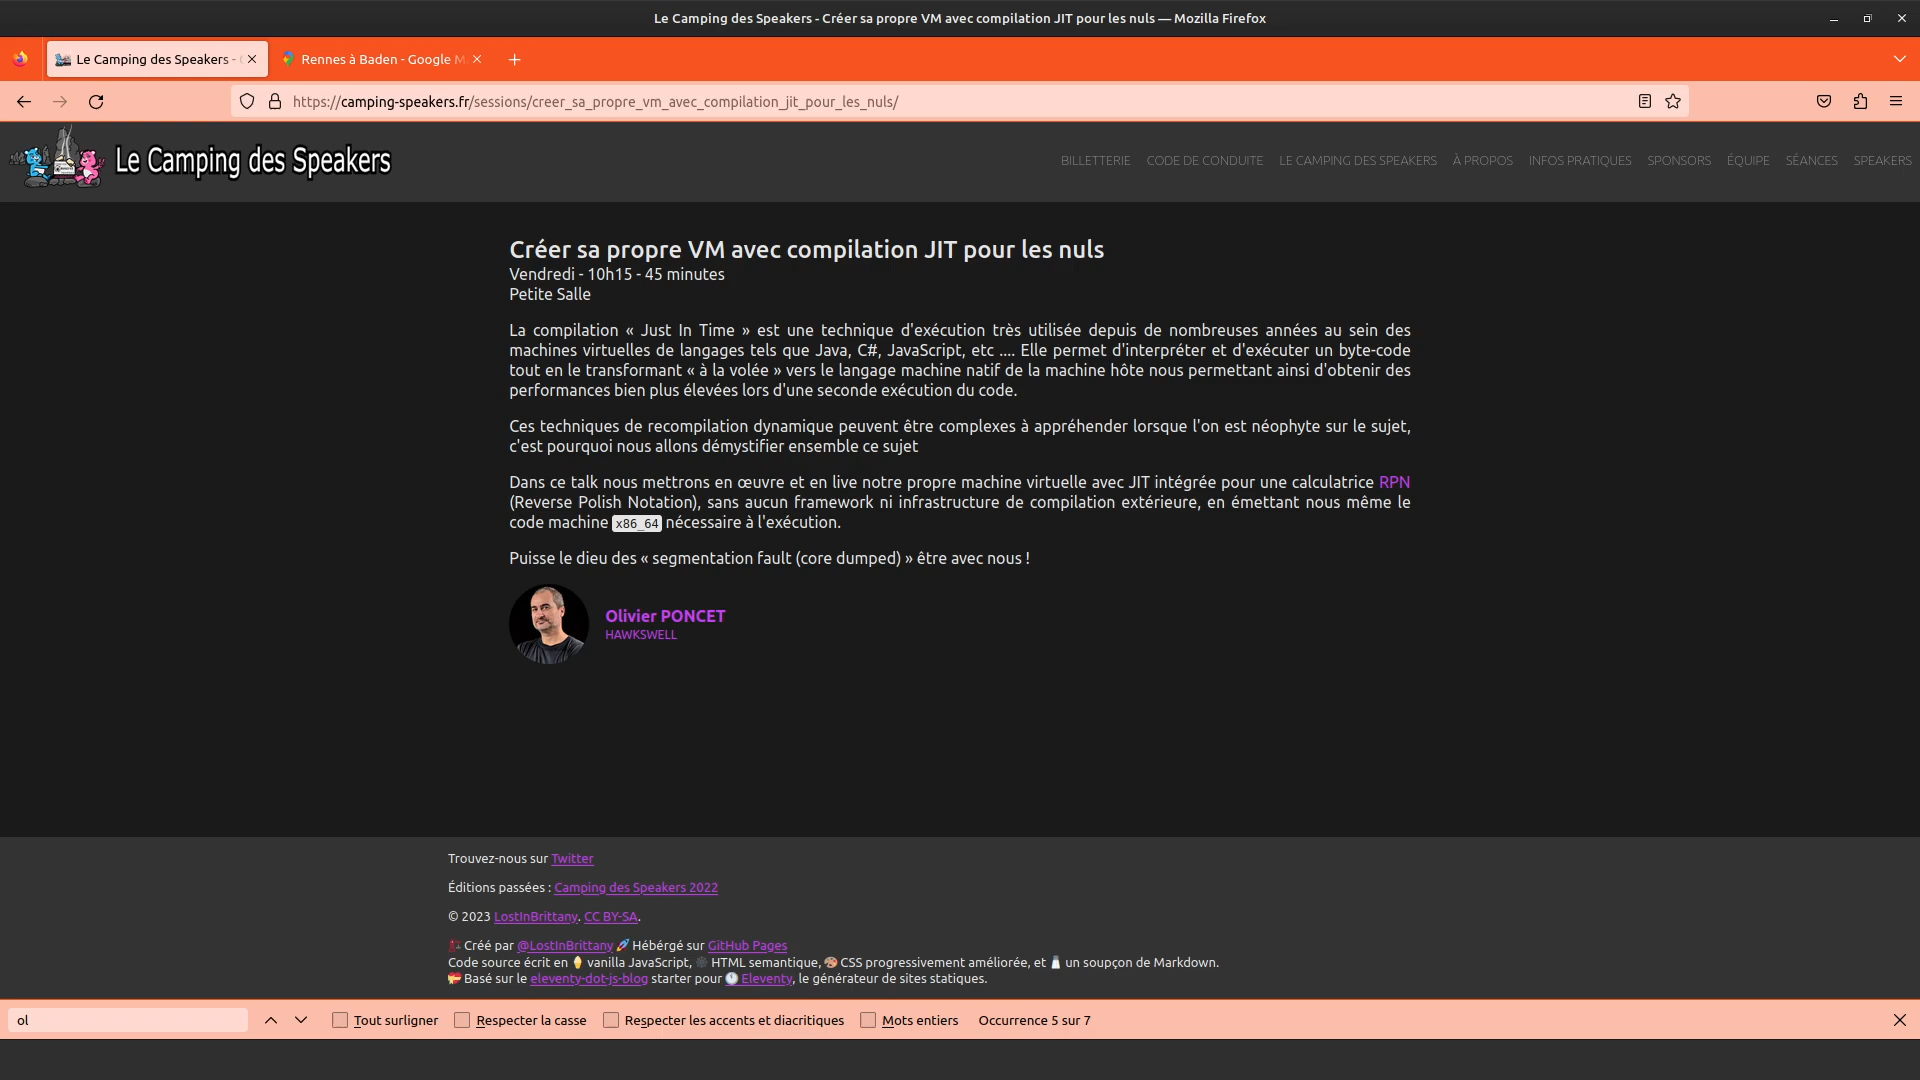 Le Camping des Speakers - Créer sa propre VM avec compilation JIT pour les nuls — Mozilla Firefox
Le Camping des Speakers -
Rennes à Baden - Google M
https://camping-speakers.fr/sessions/creer_sa_propre_vm_avec_compilation_jit_pour_les_nuls/
Le Camping des Speakers
BILLETTERIE CODE DE CONDUITE LE CAMPING DES SPEAKERS À PROPOS INFOS PRATIQUES SPONSORS ÉQUIPE SÉANCES SPEAKERS
Créer sa propre VM avec compilation JIT pour les nuls
Vendredi - 10h15 - 45 minutes
Petite Salle
La compilation « Just In Time » est une technique d'exécution très utilisée depuis de nombreuses années au sein des
machines virtuelles de langages tels que Java, C#, JavaScript, etc .... Elle permet d'interpréter et d'exécuter un byte-code
tout en le transformant « à la volée » vers le langage machine natif de la machine hôte nous permettant ainsi d'obtenir des
performances bien plus élevées lors d'une seconde exécution du code.
Ces techniques de recompilation dynamique peuvent être complexes à appréhender lorsque l'on est néophyte sur le sujet,
c'est pourquoi nous allons démystifier ensemble ce sujet
Dans ce talk nous mettrons en œuvre et en live notre propre machine virtuelle avec JIT intégrée pour une calculatrice RPN
(Reverse Polish Notation), sans aucun framework ni infrastructure de compilation extérieure, en émettant nous même le
code machine x86_64 nécessaire à l'exécution.
Puisse le dieu des « segmentation fault (core dumped) » être avec nous !
Olivier PONCET
HAWKSWELL
Trouvez-nous sur Twitter
Éditions passées : Camping des Speakers 2022
© 2023 LostInBrittany. CC BY-SA.
Créé par @LostInBrittany 🚀 Hébérgé sur GitHub Pages
Code source écrit en 🍦 vanilla JavaScript, 🕸 HTML semantique, 🎨 CSS progressivement améliorée, et 🧂 un soupçon de Markdown.
Basé sur le eleventy-dot-js-blog starter pour 🕚 Eleventy, le générateur de sites statiques.
ol
Tout surligner Respecter la casse Respecter les accents et diacritiques Mots entiers Occurrence 5 sur 7